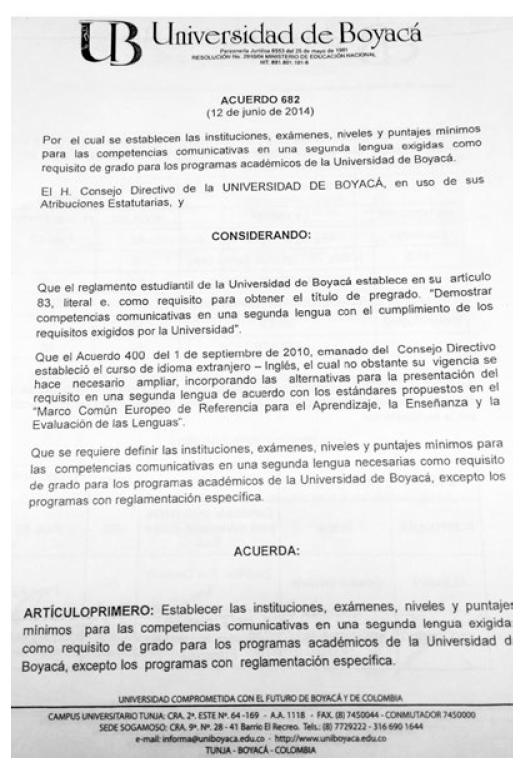 UB Universidad de Boyacá
Personería Jurídica 6553 del 25 de mayo de 1981
RESOLUCIÓN No. 2910/04 MINISTERIO DE EDUCACIÓN NACIONAL
NIT. 891.801.101-6
ACUERDO 682
(12 de junio de 2014)
Por el cual se establecen las instituciones, exámenes, niveles y puntajes mínimos
para las competencias comunicativas en una segunda lengua exigidas como
requisito de grado para los programas académicos de la Universidad de Boyacá.
El H. Consejo Directivo de la UNIVERSIDAD DE BOYACÁ, en uso de sus
Atribuciones Estatutarias, y
CONSIDERANDO:
Que el reglamento estudiantil de la Universidad de Boyacá establece en su artículo
83, literal e. como requisito para obtener el título de pregrado. "Demostrar
competencias comunicativas en una segunda lengua con el cumplimiento de los
requisitos exigidos por la Universidad".
Que el Acuerdo 400 del 1 de septiembre de 2010, emanado del Consejo Directivo
estableció el curso de idioma extranjero – Inglés, el cual no obstante su vigencia se
hace necesario ampliar, incorporando las alternativas para la presentación del
requisito en una segunda lengua de acuerdo con los estándares propuestos en el
"Marco Común Europeo de Referencia para el Aprendizaje, la Enseñanza y la
Evaluación de las Lenguas".
Que se requiere definir las instituciones, exámenes, niveles y puntajes mínimos para
las competencias comunicativas en una segunda lengua necesarias como requisito
de grado para los programas académicos de la Universidad de Boyacá, excepto los
programas con reglamentación específica.
ACUERDA:
ARTÍCULOPRIMERO: Establecer las instituciones, exámenes, niveles y puntajes
mínimos para las competencias comunicativas en una segunda lengua exigida
como requisito de grado para los programas académicos de la Universidad d
Boyacá, excepto los programas con reglamentación específica.
UNIVERSIDAD COMPROMETIDA CON EL FUTURO DE BOYACÁ Y DE COLOMBIA
CAMPUS UNIVERSITARIO TUNJA: CRA. 2ª. ESTE Nº. 64 -169 - A.A. 1118 - FAX. (8) 7450044 - CONMUTADOR 7450000
SEDE SOGAMOSO: CRA. 9ª. Nº. 28 - 41 Barrio El Recreo. Tels.: (8) 7729222 - 316 690 1644
e-mail: informa@uniboyaca.edu.co - http://www.uniboyaca.edu.co
TUNJA - BOYACÁ - COLOMBIA